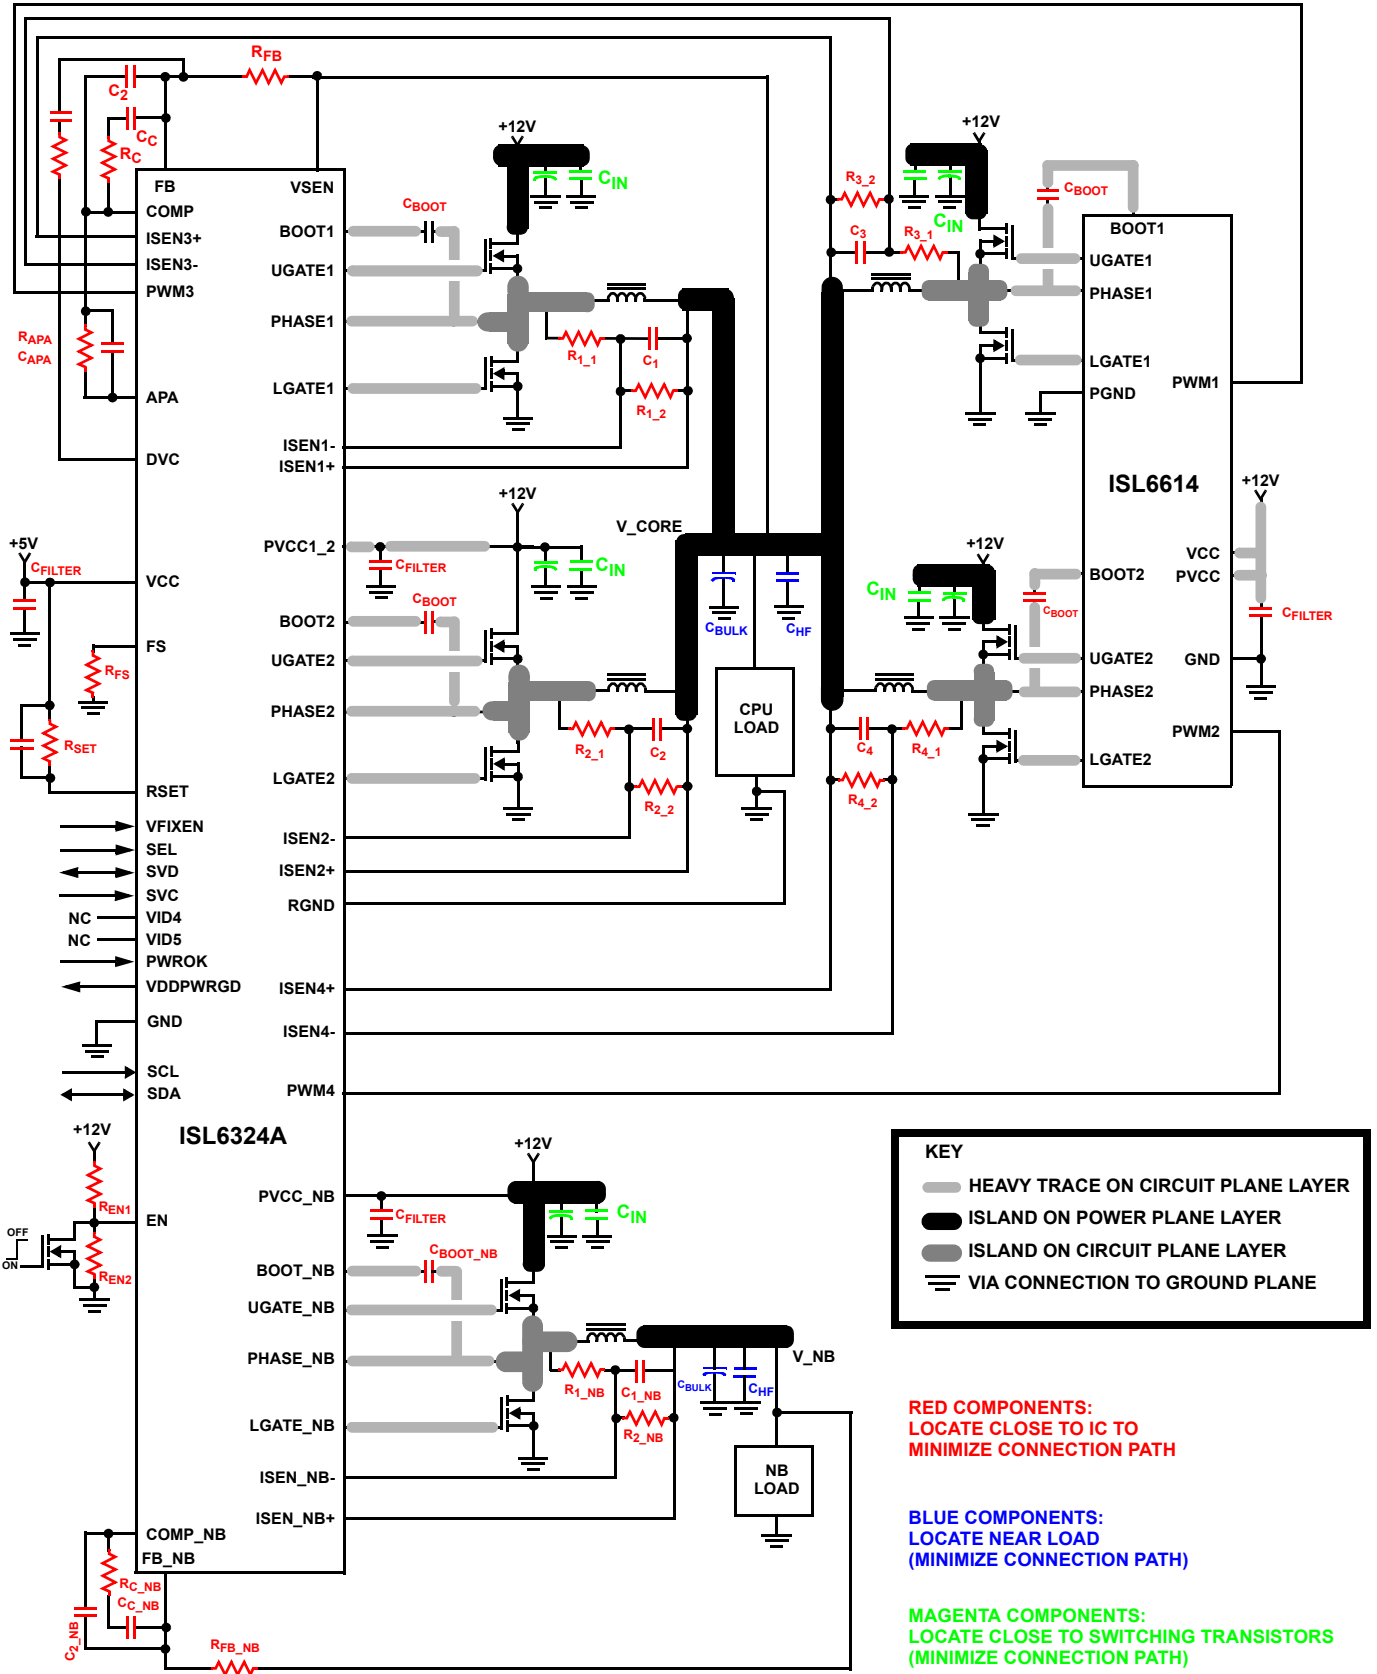 RFB
C2
CC
RC
FB
VSEN
COMP
ISEN3+
ISEN3-
PWM3
RAPA
CAPA
APA
DVC
+5V
CFILTER
VCC
FS
RFS
RSET
RSET
VFIXEN
SEL
SVD
SVC
NC
VID4
NC
VID5
PWROK
VDDPWRGD
GND
SCL
SDA
ISL6324A
+12V
REN1
EN
OFF
ON
REN2
COMP_NB
FB_NB
RC_NB
CC_NB
C2_NB
RFB_NB
BOOT1
UGATE1
PHASE1
LGATE1
ISEN1-
ISEN1+
PVCC1_2
BOOT2
UGATE2
PHASE2
LGATE2
ISEN2-
ISEN2+
RGND
ISEN4+
ISEN4-
PWM4
PVCC_NB
BOOT_NB
UGATE_NB
PHASE_NB
LGATE_NB
ISEN_NB-
ISEN_NB+
+12V
CIN
CBOOT
R1_1
C1
R1_2
+12V
V_CORE
CFILTER
CIN
CBOOT
R2_1
C2
R2_2
CBULK
CHF
CPU
LOAD
+12V
CFILTER
CIN
CBOOT_NB
R1_NB
C1_NB
R2_NB
V_NB
CBULK
CHF
NB
LOAD
+12V
CIN
R3_2
C3
R3_1
CBOOT
BOOT1
UGATE1
PHASE1
LGATE1
PGND
PWM1
ISL6614
+12V
VCC
PVCC
CFILTER
GND
+12V
CIN
CBOOT
BOOT2
UGATE2
PHASE2
LGATE2
PWM2
C4
R4_1
R4_2
KEY
HEAVY TRACE ON CIRCUIT PLANE LAYER
ISLAND ON POWER PLANE LAYER
ISLAND ON CIRCUIT PLANE LAYER
VIA CONNECTION TO GROUND PLANE
RED COMPONENTS:
LOCATE CLOSE TO IC TO
MINIMIZE CONNECTION PATH
BLUE COMPONENTS:
LOCATE NEAR LOAD
(MINIMIZE CONNECTION PATH)
MAGENTA COMPONENTS:
LOCATE CLOSE TO SWITCHING TRANSISTORS
(MINIMIZE CONNECTION PATH)